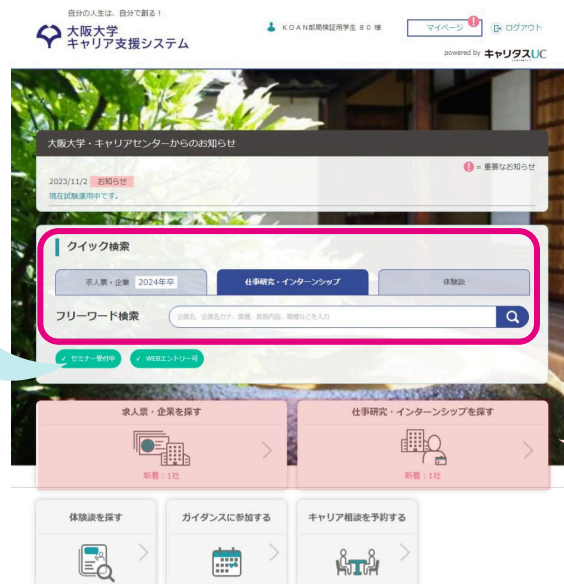 自分の人生は、自分で創る！
大阪大学
キャリア支援システム
KOAN部局検証用学生８０ 様
マイページ
ログアウト
powered by キャリタスUC
大阪大学・キャリアセンターからのお知らせ
= 重要なお知らせ
2023/11/2 お知らせ
現在試験運用中です。
クイック検索
求人票・企業 2024年卒
仕事研究・インターンシップ
体験談
フリーワード検索
企業名、企業名カナ、業種、業務内容、職種などを入力
✓ セミナー受付中
✓ WEBエントリー可
求人票・企業を探す
新着：1社
仕事研究・インターンシップを探す
新着：1社
体験談を探す
ガイダンスに参加する
キャリア相談を予約する